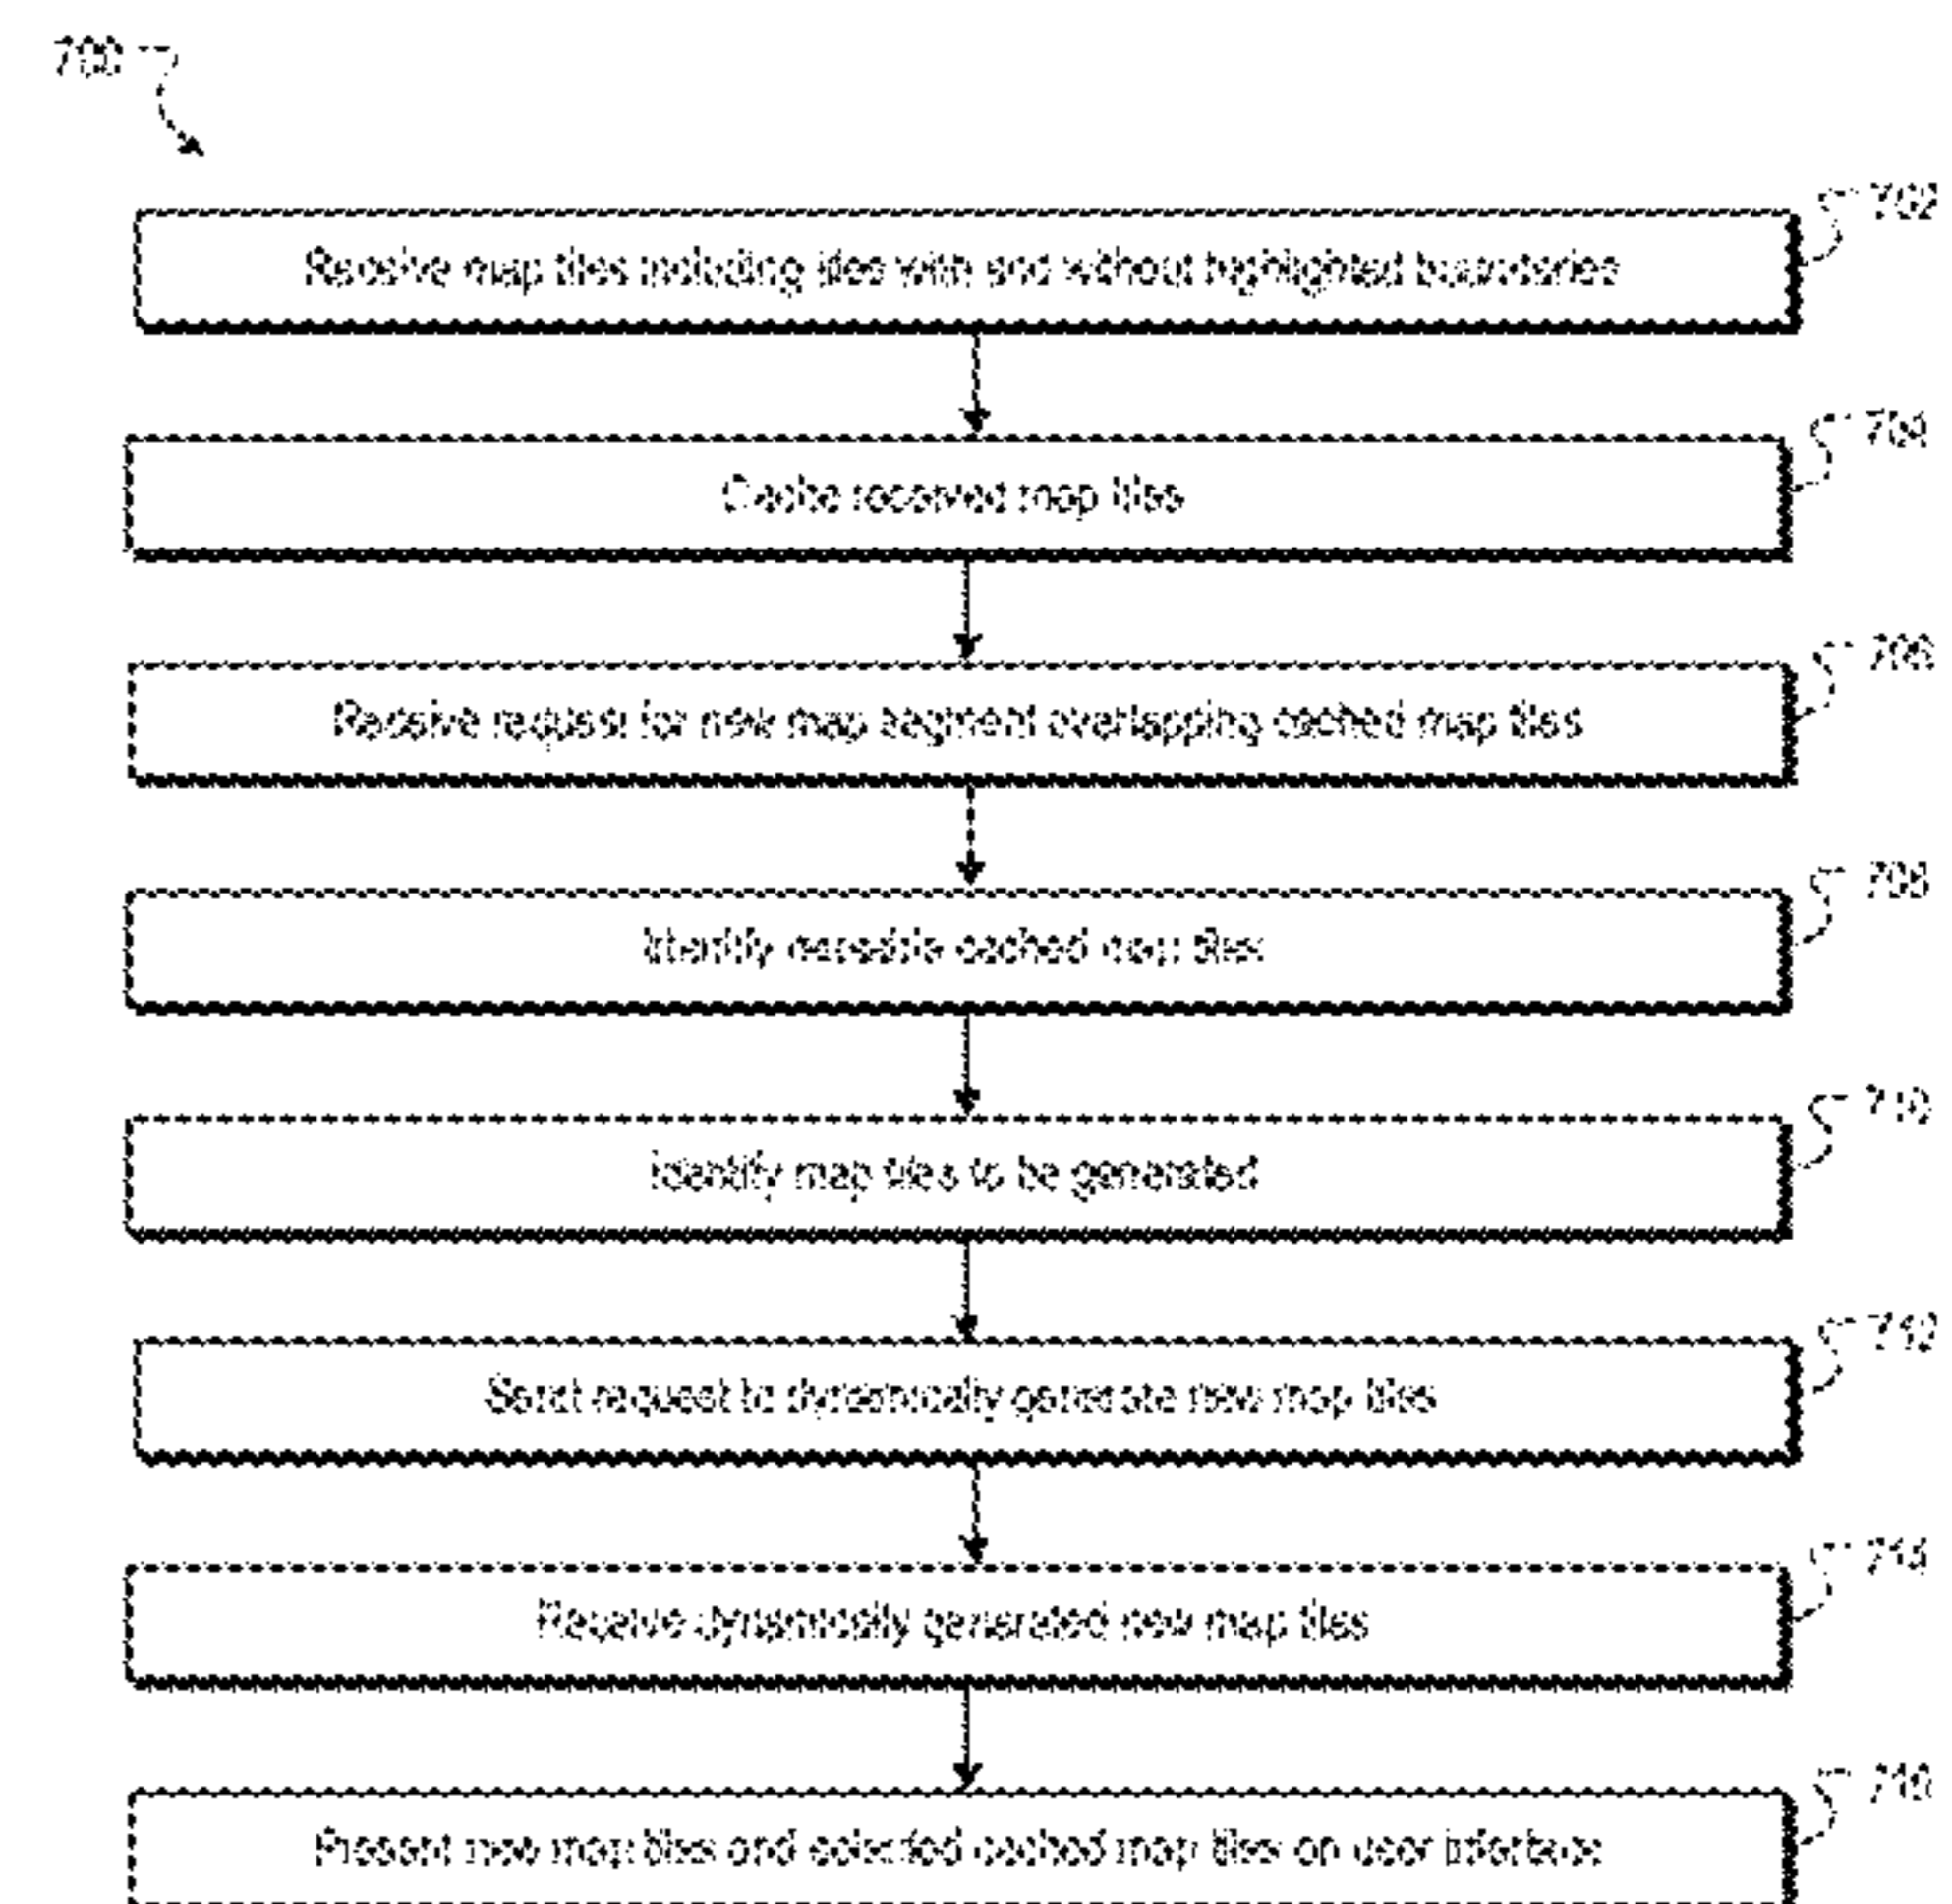 700
702
Receive map tiles including tiles with and without highlighted boundaries
704
Cache received map tiles
706
Receive request for new map segment overlapping cached map tiles
708
Identify reusable cached map tiles
710
Identify map tiles to be generated
712
Send request to dynamically generate new map tiles
714
Receive dynamically generated new map tiles
716
Present new map tiles and selected cached map tiles on user interface